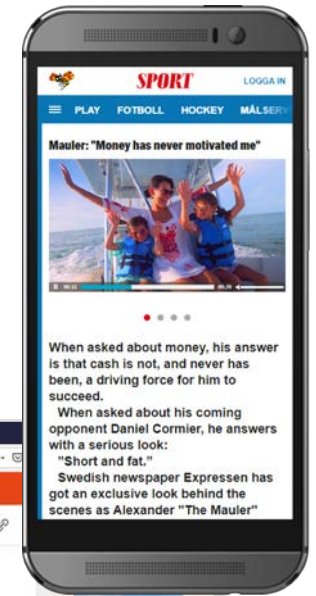 SPORT
LOGGA IN
PLAY FOTBOLL HOCKEY MÅLSERV
Mauler: "Money has never motivated me"
When asked about money, his answer
is that cash is not, and never has
been, a driving force for him to
succeed.
When asked about his coming
opponent Daniel Cormier, he answers
with a serious look:
"Short and fat."
Swedish newspaper Expressen has
got an exclusive look behind the
scenes as Alexander "The Mauler"